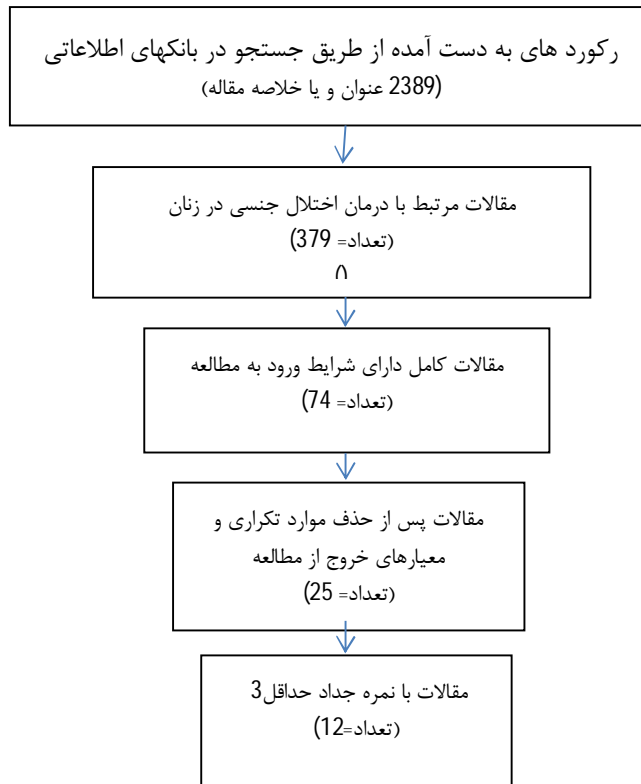 رکورد های به دست آمده از طریق جستجو در بانکهای اطلاعاتی
(2389 عنوان و یا خلاصه مقاله)
مقالات مرتبط با درمان اختلال جنسی در زنان
(تعداد= 379)
مقالات کامل دارای شرایط ورود به مطالعه
(تعداد= 74)
مقالات پس از حذف موارد تکراری و
معیارهای خروج از مطالعه
(تعداد= 25)
مقالات با نمره جداد حداقل3
(تعداد=12)